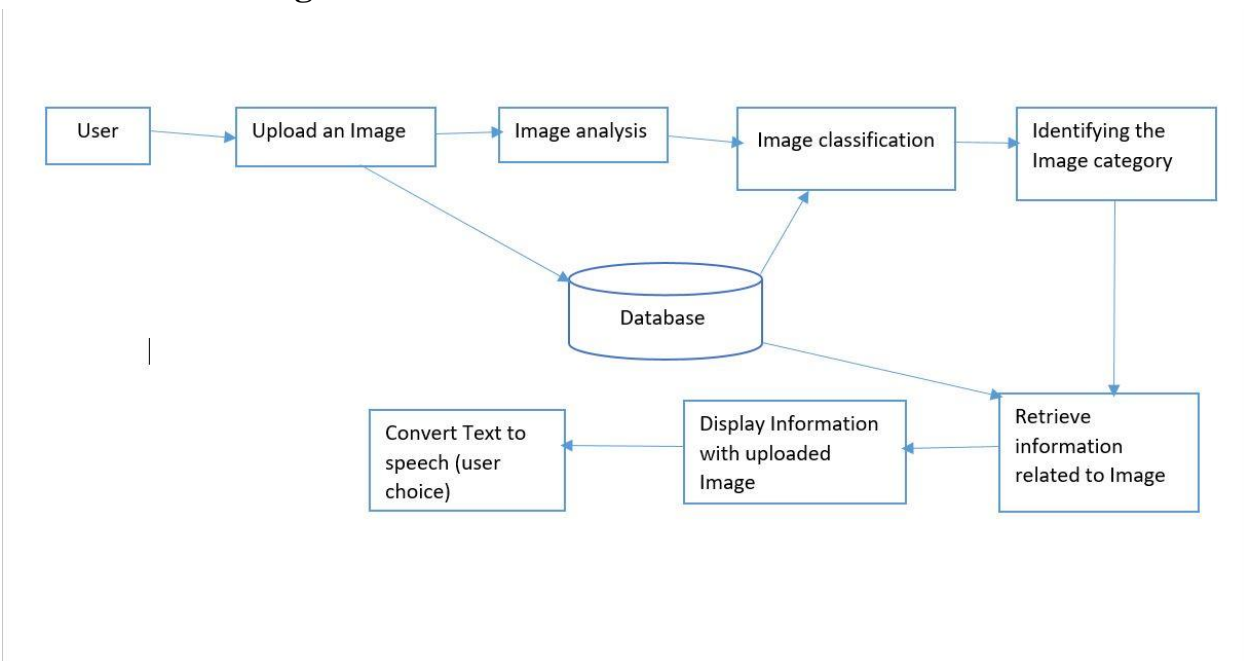 User
Upload an Image
Image analysis
Image classification
Identifying the
Image category
Database
Retrieve
information
related to Image
Display Information
with uploaded
Image
Convert Text to
speech (user
choice)